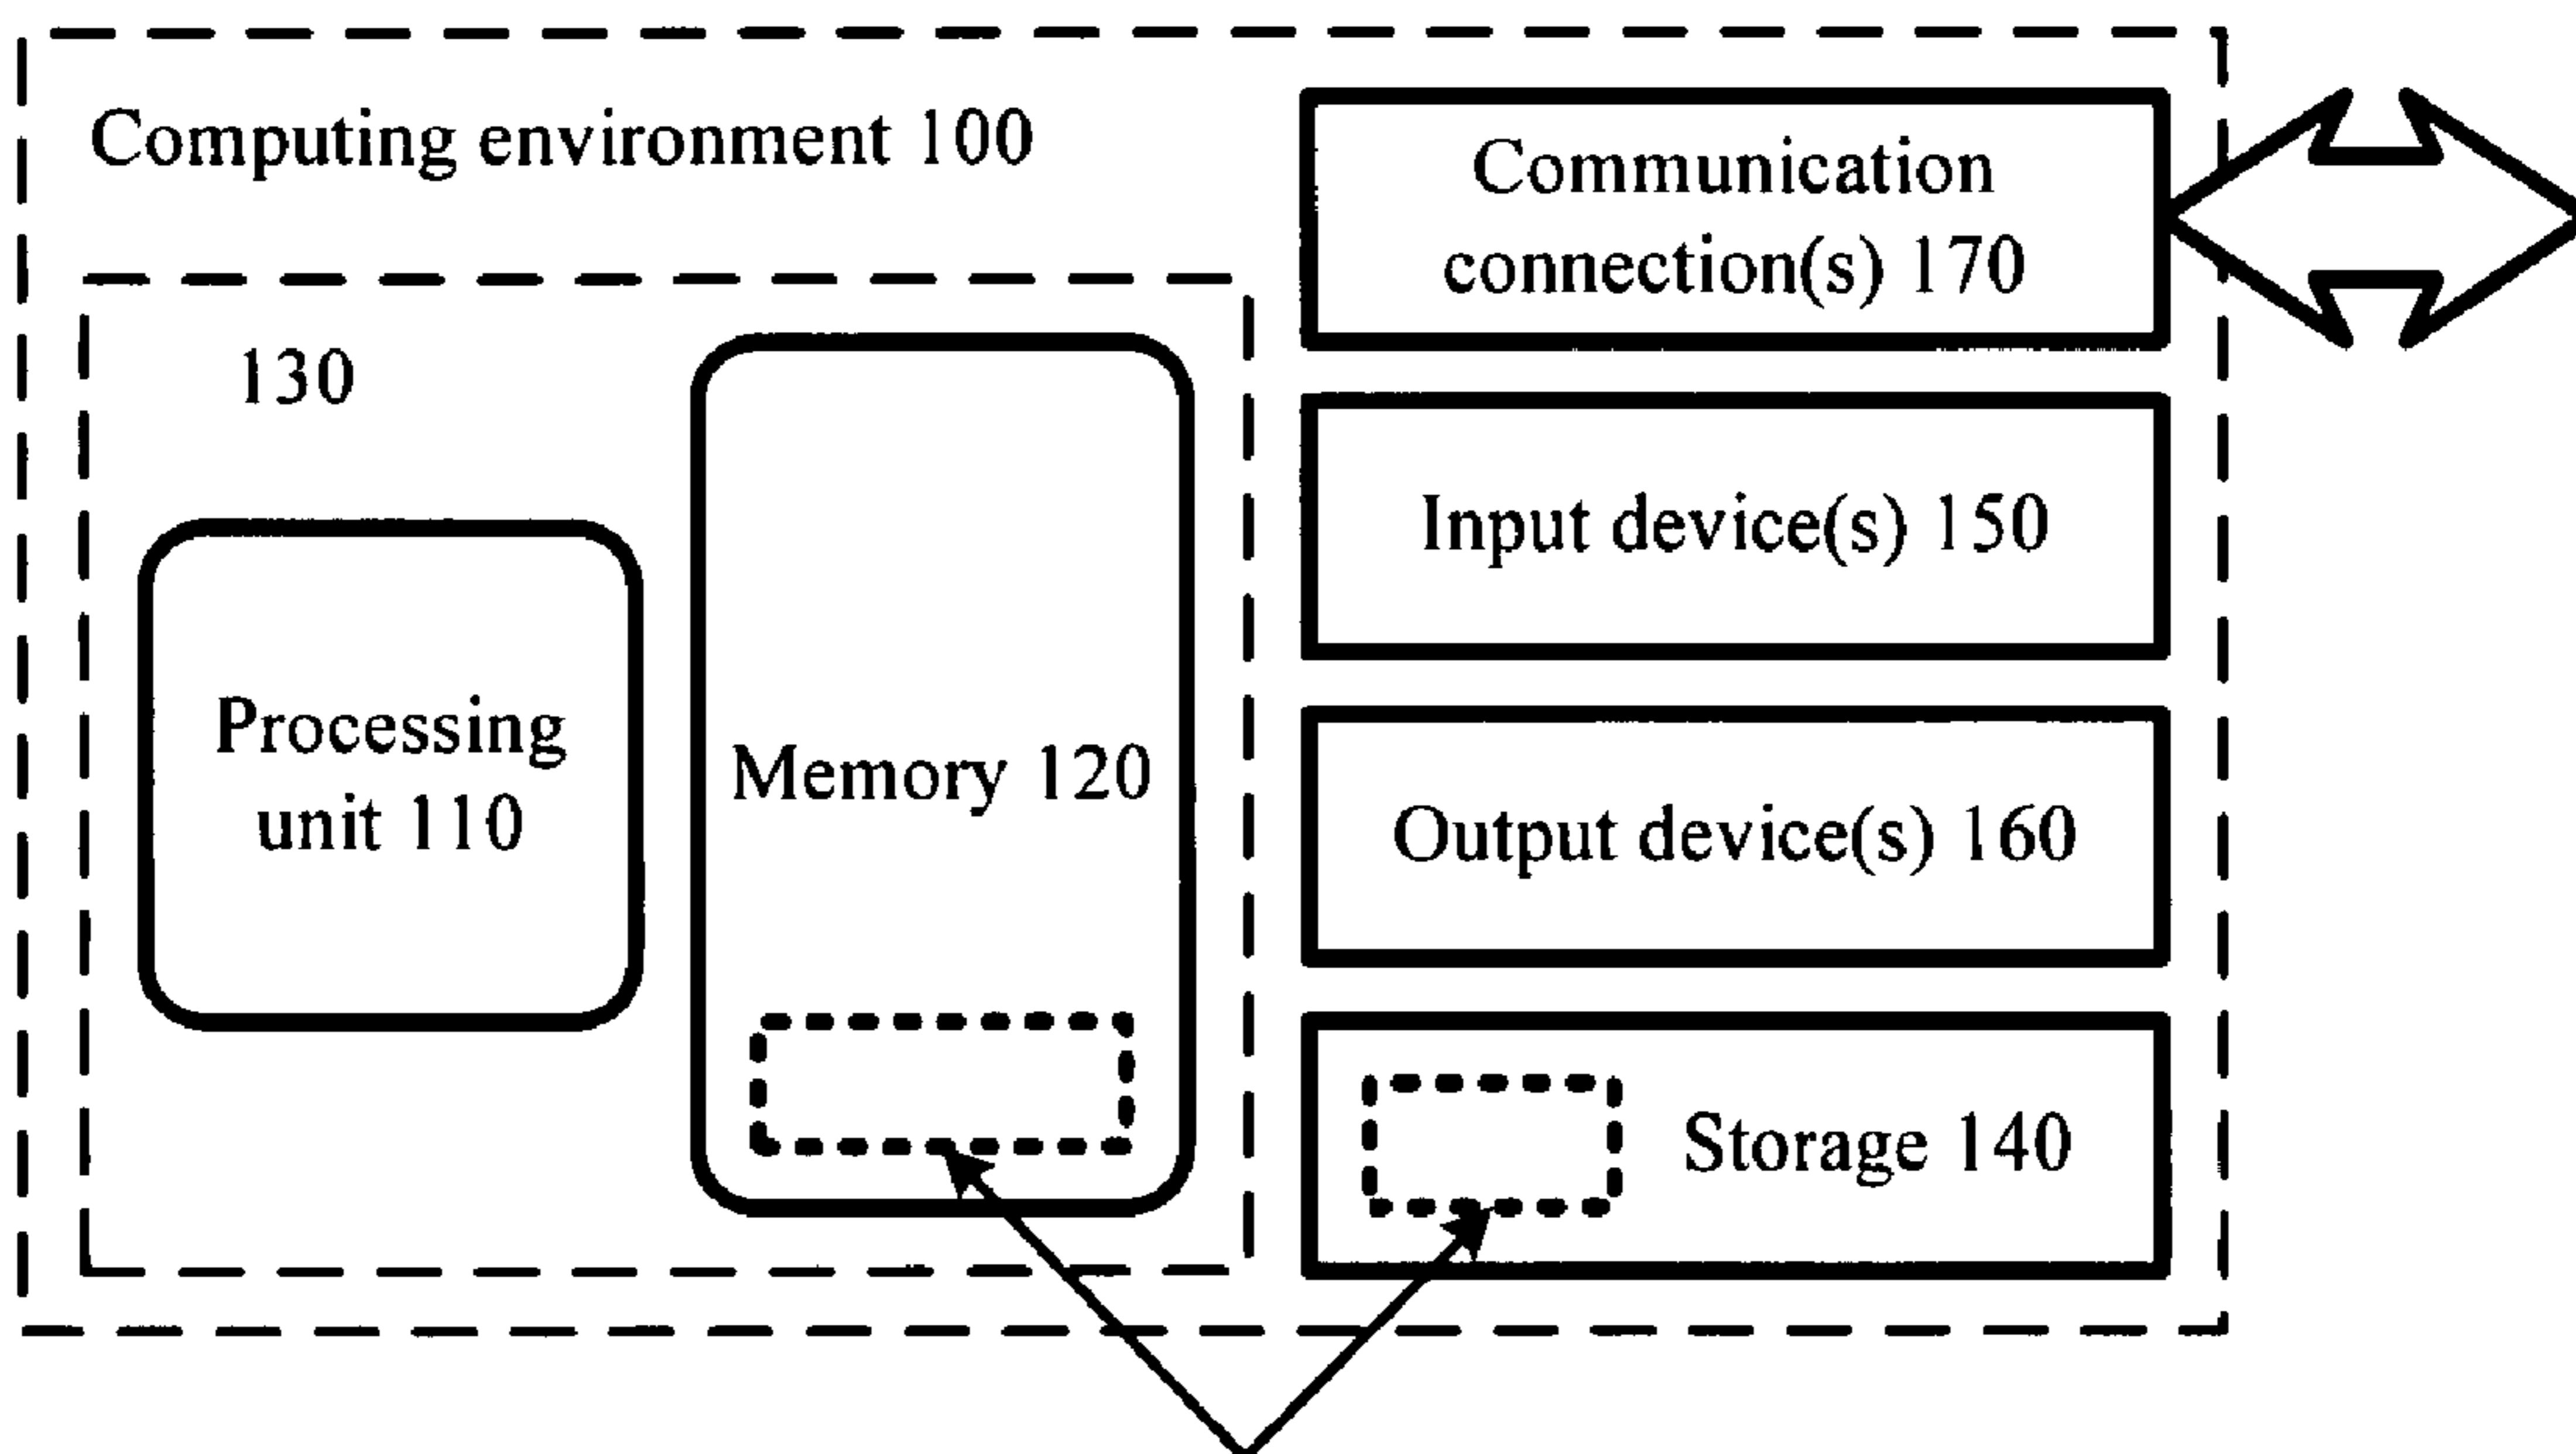 Computing environment 100
Communication
connection(s) 170
130
Input device(s) 150
Processing
unit 110
Memory 120
Output device(s) 160
Storage 140